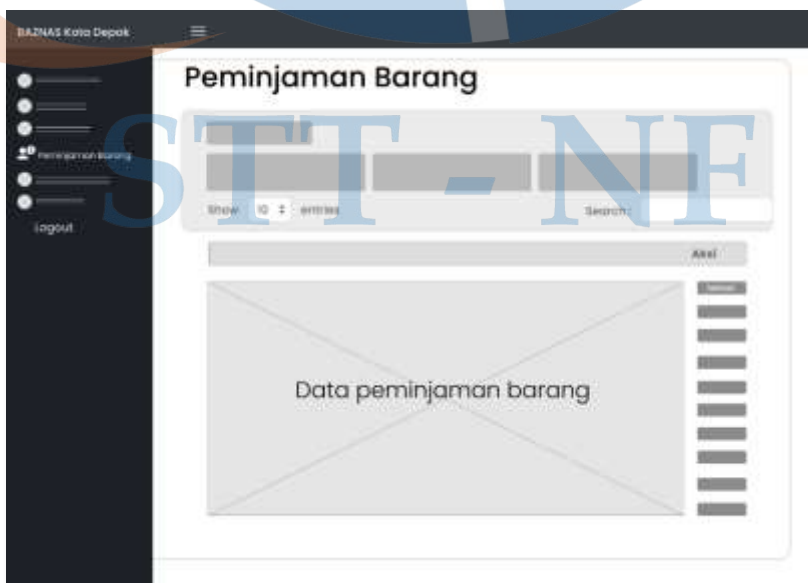 BAZNAS Kota Depok
Peminjaman Barang
Peminjaman Barang
Logout
STT - NF
Show 10 entries
Search:
Aksi
Data peminjaman barang